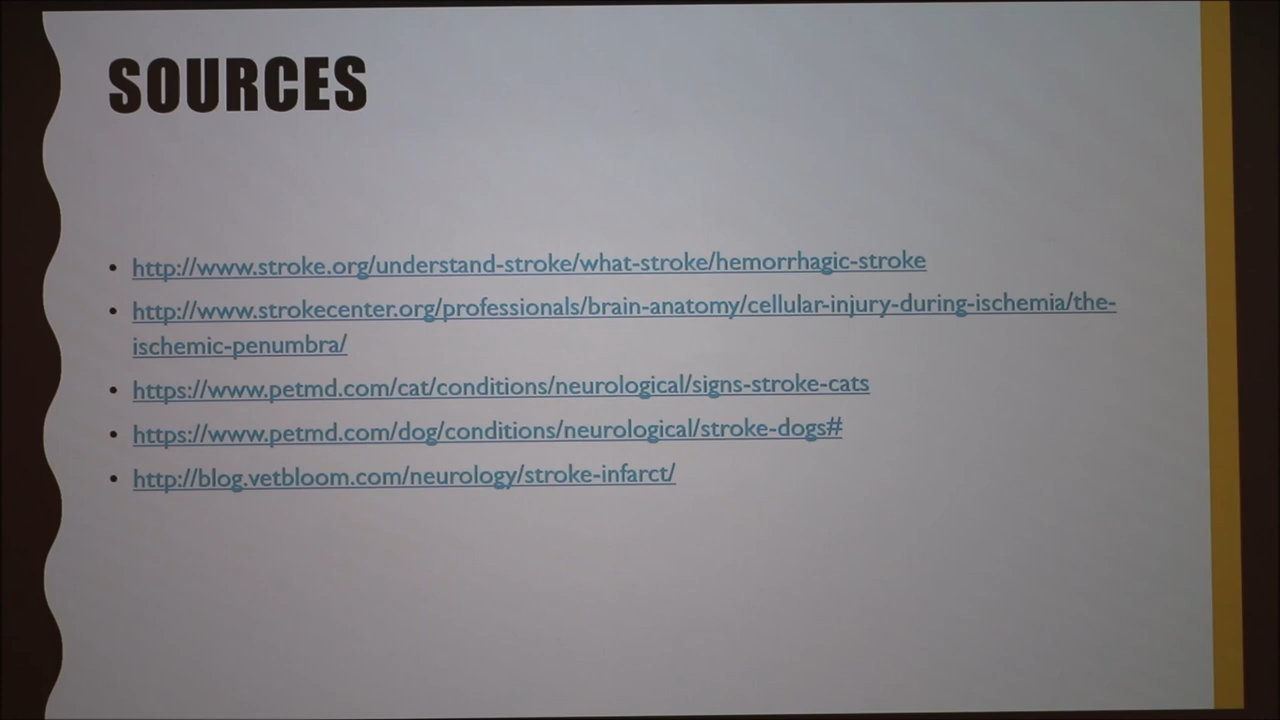 SOURCES
• http://www.stroke.org/understand-stroke/what-stroke/hemorrhagic-stroke
• http://www.strokecenter.org/professionals/brain-anatomy/cellular-injury-during-ischemia/the-
ischemic-penumbra/
• https://www.petmd.com/cat/conditions/neurological/signs-stroke-cats
• https://www.petmd.com/dog/conditions/neurological/stroke-dogs#
• http://blog.vetbloom.com/neurology/stroke-infarct/